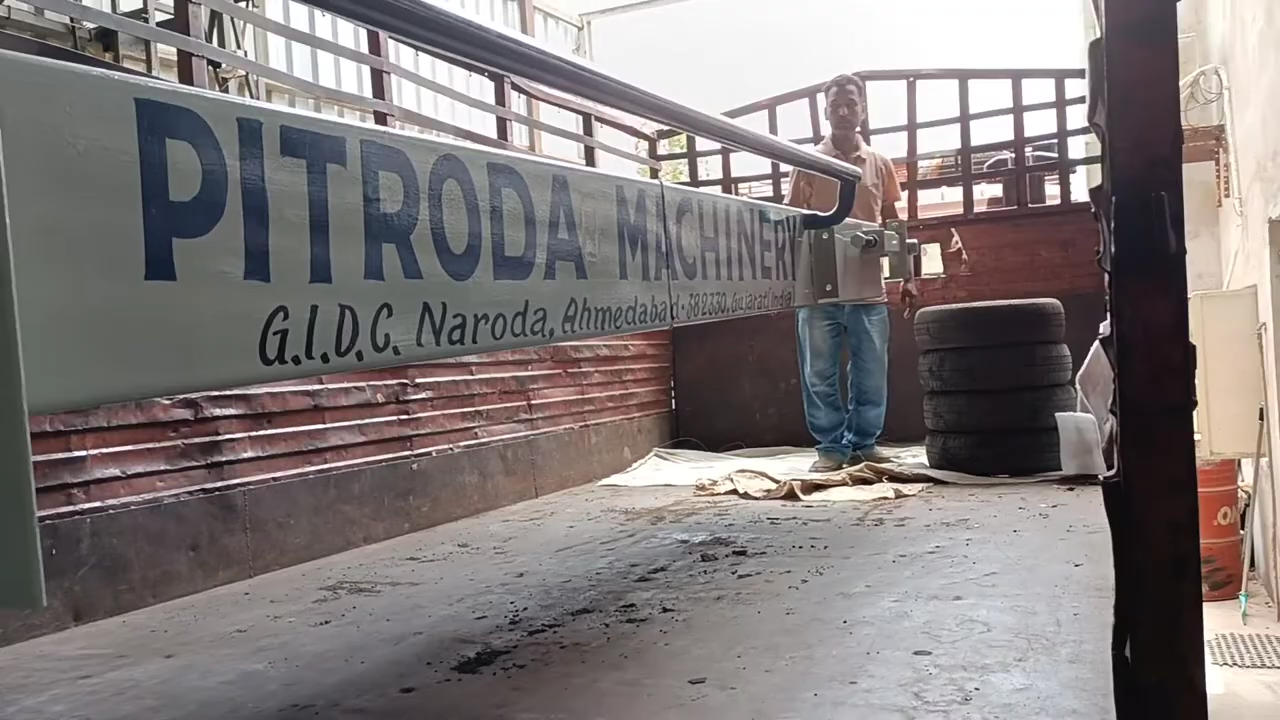 PITRODA MACHINERY
G.I.D.C. Naroda, Ahmedabad-382330, Gujarat India